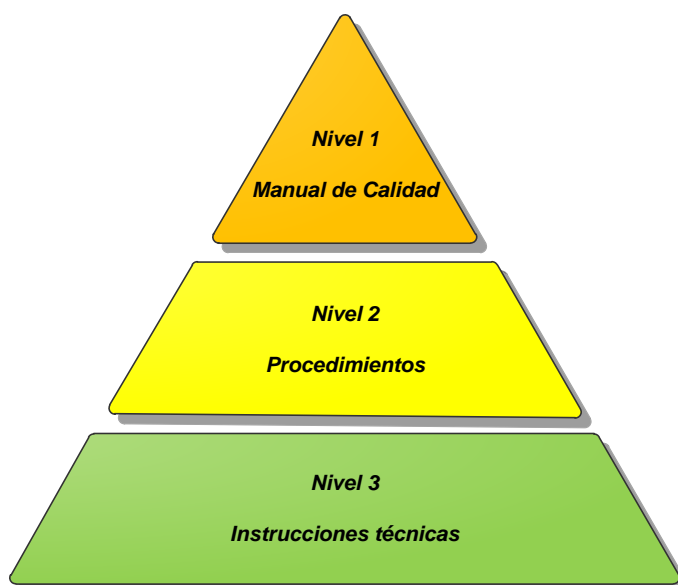 Nivel 1
Manual de Calidad
Nivel 2
Procedimientos
Nivel 3
Instrucciones técnicas